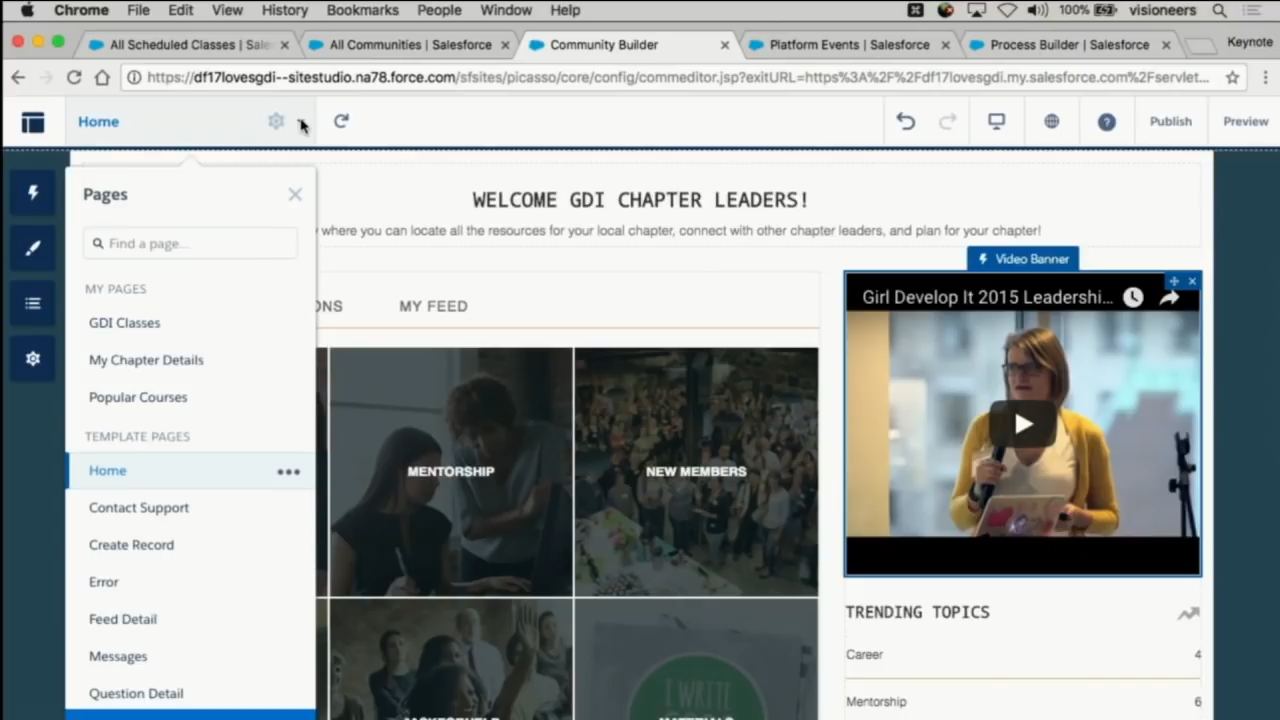 Chrome File Edit View History Bookmarks People Window Help 100% visioneers
All Scheduled Classes | Sale All Communities | Salesforce Community Builder Platform Events | Salesforce Process Builder | Salesforce Keynote
https://df17lovesgdi--sitestudio.na78.force.com/sfsites/picasso/core/config/commeditor.jsp?exitURL=https%3A%2F%2Fdf17lovesgdi.my.salesforce.com%2Fservlet...
Home Publish Preview
Pages
Find a page...
MY PAGES
GDI Classes
My Chapter Details
Popular Courses
TEMPLATE PAGES
Home
Contact Support
Create Record
Error
Feed Detail
Messages
Question Detail
WELCOME GDI CHAPTER LEADERS!
where you can locate all the resources for your local chapter, connect with other chapter leaders, and plan for your chapter!
Video Banner
ONS MY FEED
Girl Develop It 2015 Leadershi...
MENTORSHIP NEW MEMBERS
I WRITE
TRENDING TOPICS
Career 4
Mentorship 6